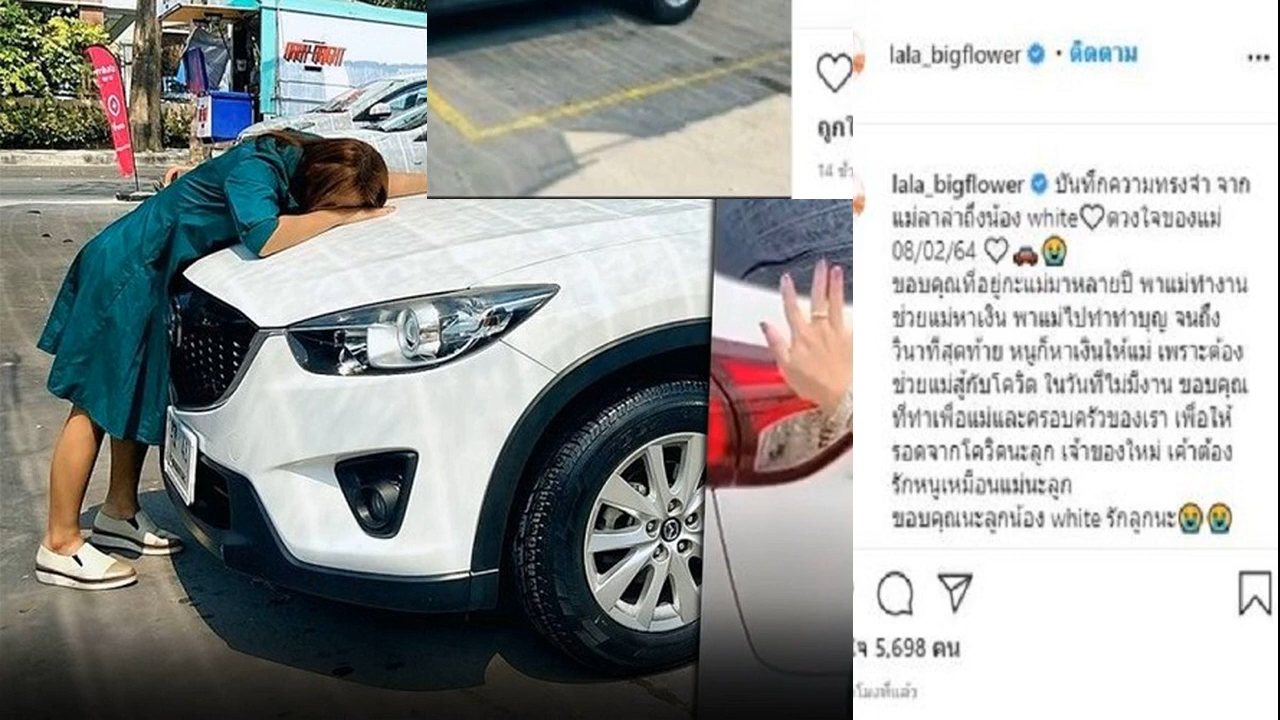 lala_bigflower • ติดตาม
ถูกใ
14 ชั่
lala_bigflower บันทึกความทรงจำ จาก
แม่ลาล่าถึงน้อง white♡ดวงใจของแม่
08/02/64 ♡🚗😭
ขอบคุณที่อยู่กะแม่มาหลายปี พาแม่ทำงาน
ช่วยแม่หาเงิน พาแม่ไปทำทำบุญ จนถึง
วินาทีสุดท้าย หนูก็หาเงินให้แม่ เพราะต้อง
ช่วยแม่สู้กับโควิด ในวันที่ไม่มีงาน ขอบคุณ
ที่ทำเพื่อแม่และครอบครัวของเรา เพื่อให้
รอดจากโควิดนะลูก เจ้าของใหม่ เค้าต้อง
รักหนูเหมือนแม่นะลูก
ขอบคุณนะลูกน้อง white รักลูกนะ😭😭
ใจ 5,698 คน
โมงที่แล้ว